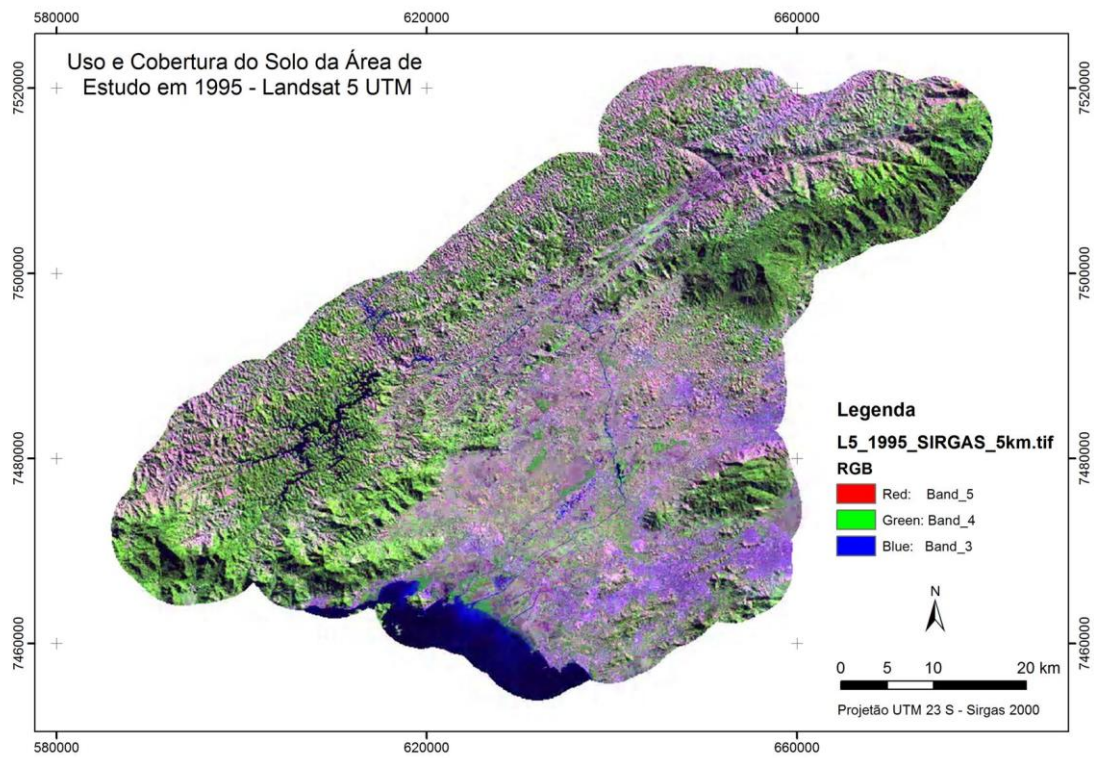 580000
620000
660000
Uso e Cobertura do Solo da Área de
Estudo em 1995 - Landsat 5 UTM
7520000
7520000
7500000
7500000
7480000
7480000
7460000
7460000
Legenda
L5_1995_SIRGAS_5km.tif
RGB
Red: Band_5
Green: Band_4
Blue: Band_3
N
0 5 10 20 km
Projetão UTM 23 S - Sirgas 2000
580000
620000
660000